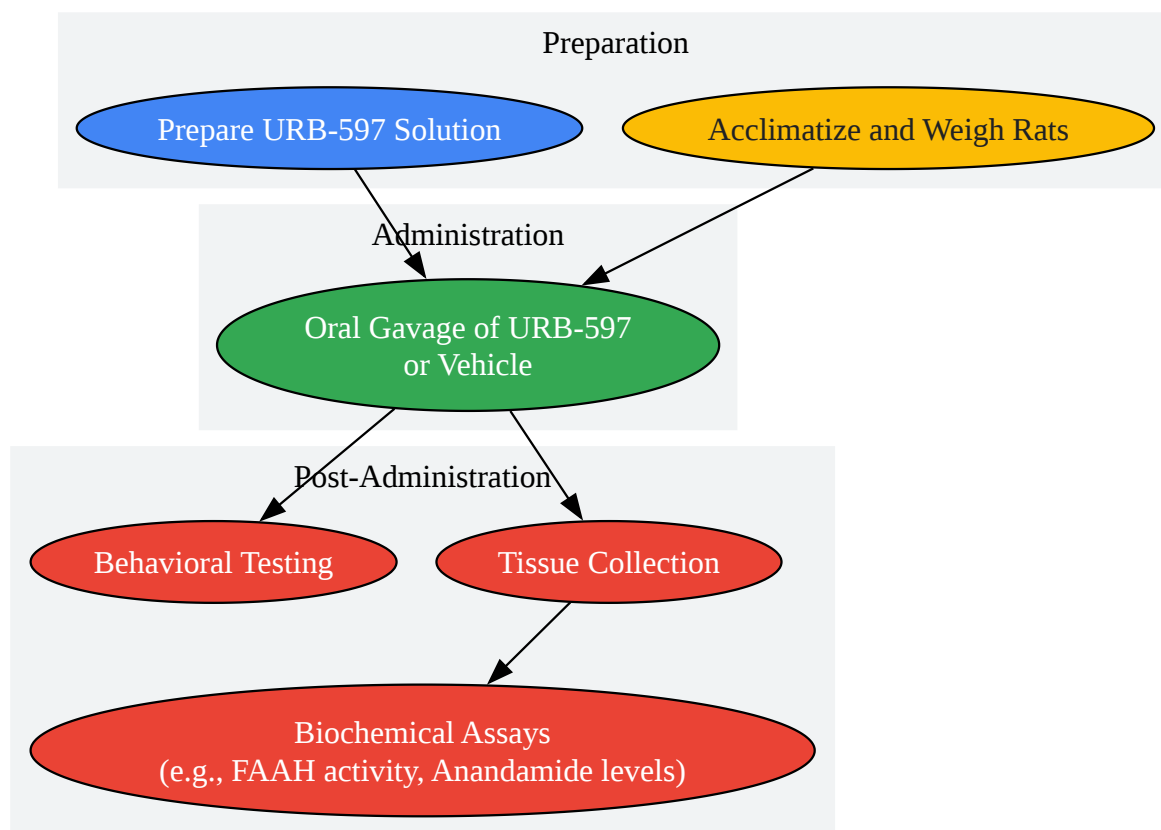 Preparation
Prepare URB-597 Solution
Acclimatize and Weigh Rats
Administration
Oral Gavage of URB-597
or Vehicle
Post-Administration
Behavioral Testing
Tissue Collection
Biochemical Assays
(e.g., FAAH activity, Anandamide levels)